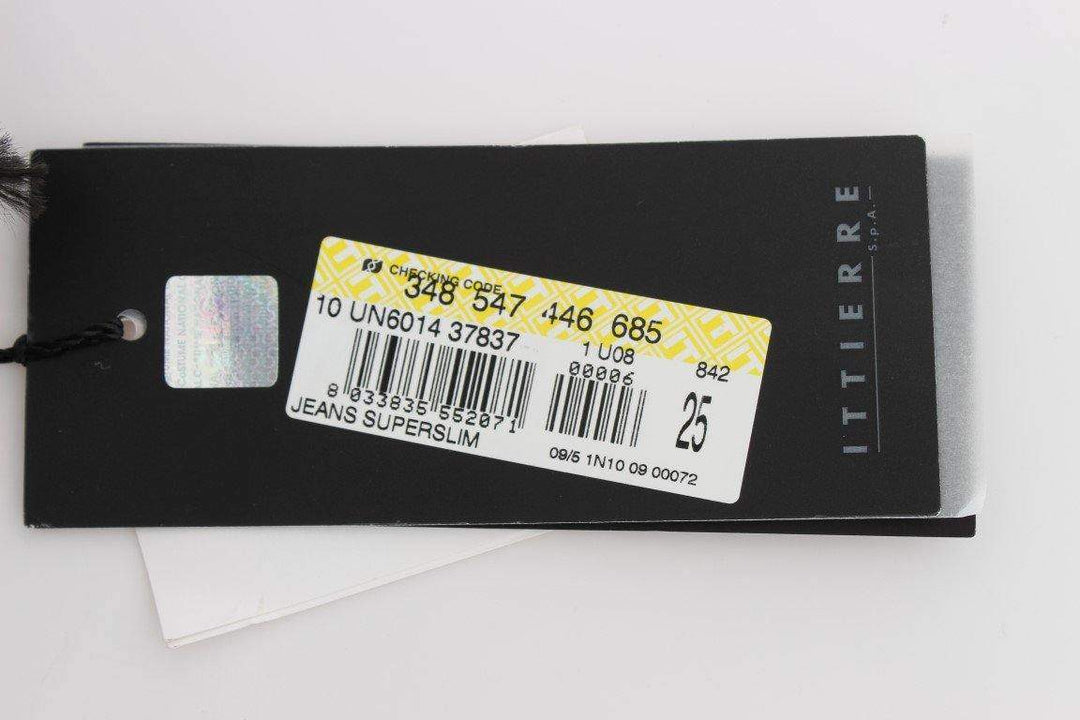 CHECKING CODE
348 547 446 685
10 UN6014 37837
1 U08
842
00006
8 033835 552071
25
JEANS SUPERSLIM
09/5 1N10 09 00072
ITTIERRE
S.p.A.